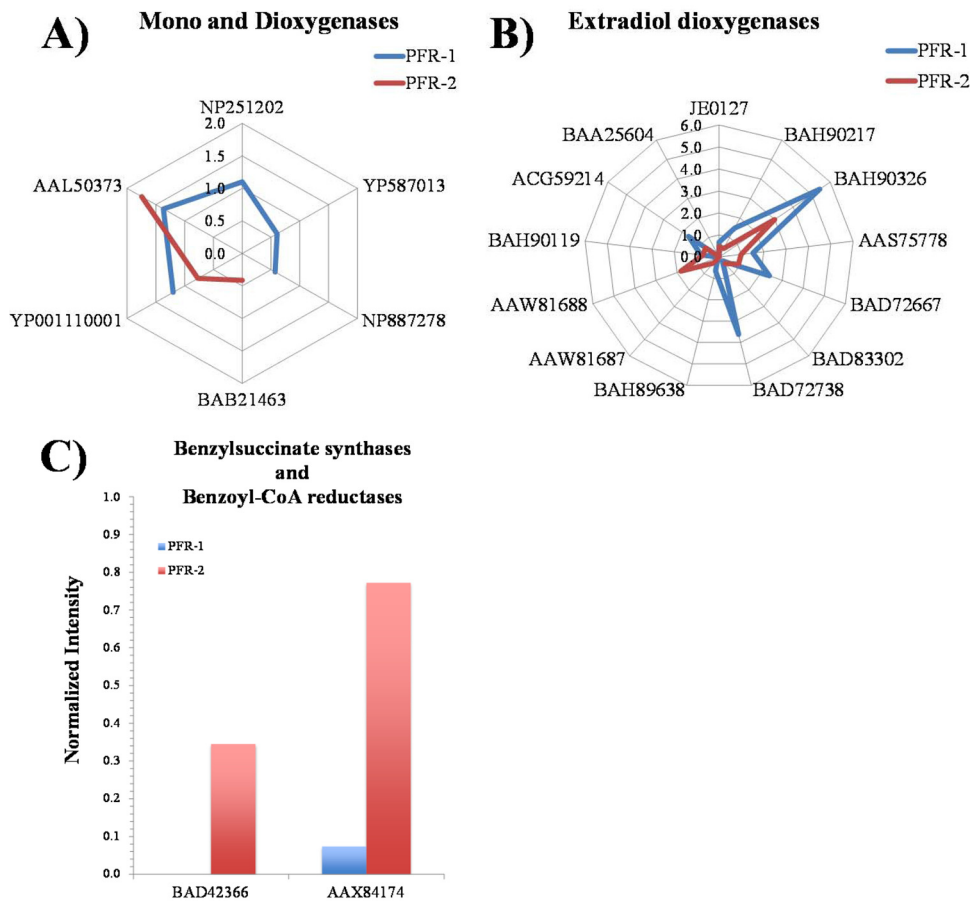 A)
Mono and Dioxygenases
PFR-1
PFR-2
NP251202
2.0
1.5
1.0
0.5
0.0
YP587013
NP887278
BAB21463
YP001110001
AAL50373
B)
Extradiol dioxygenases
PFR-1
PFR-2
JE0127
6.0
5.0
4.0
3.0
2.0
1.0
0.0
BAH90217
BAH90326
AAS75778
BAD72667
BAD83302
BAD72738
BAH89638
AAW81687
AAW81688
BAH90119
ACG59214
BAA25604
C)
Benzylsuccinate synthases
and
Benzoyl-CoA reductases
PFR-1
PFR-2
Normalized Intensity
1.0
0.9
0.8
0.7
0.6
0.5
0.4
0.3
0.2
0.1
0.0
BAD42366
AAX84174